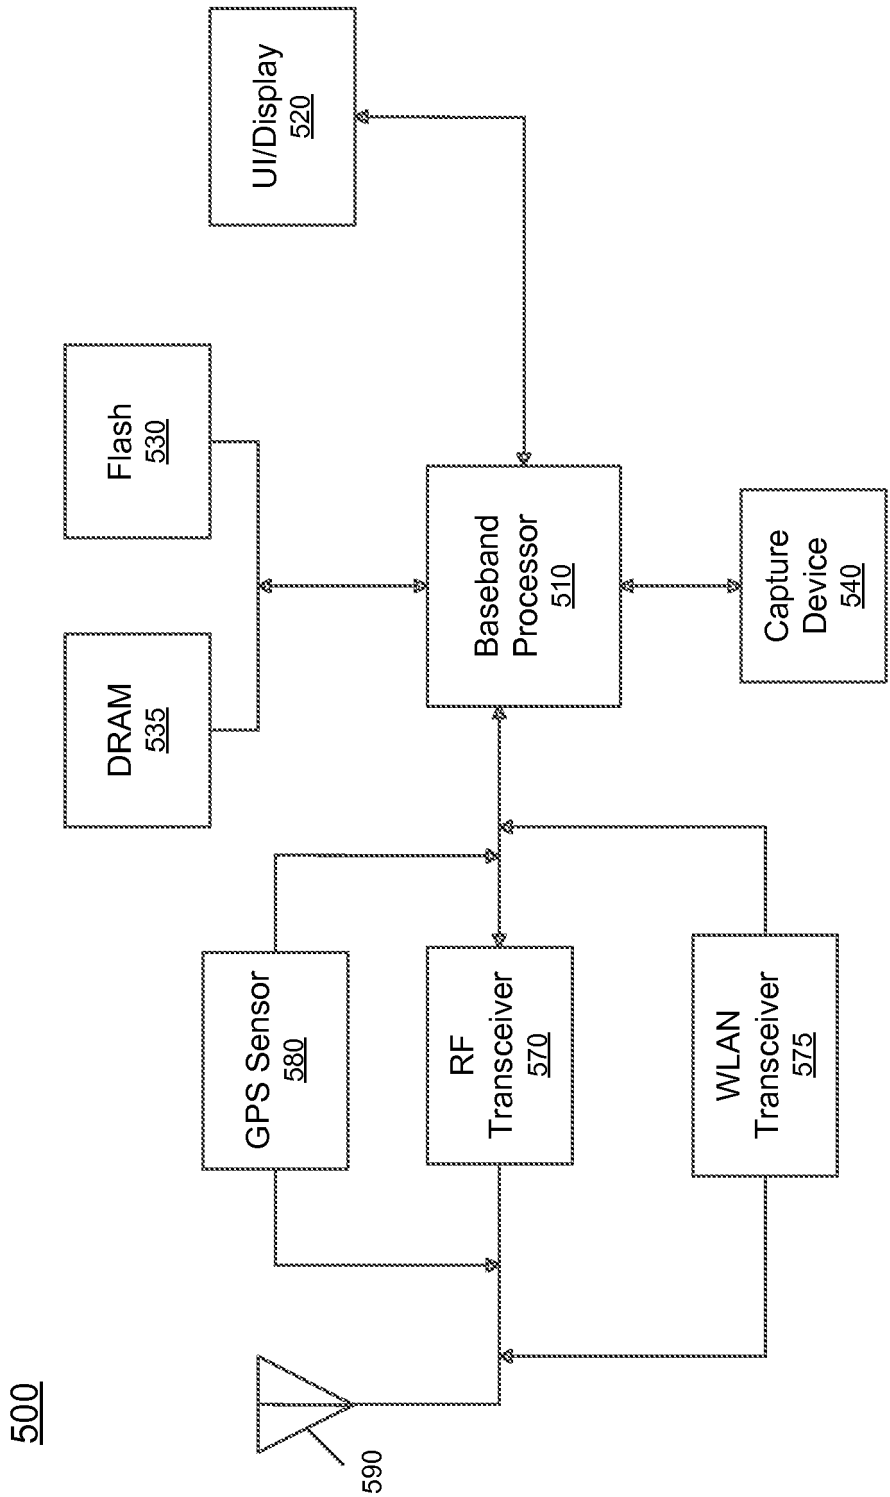 500
590
GPS Sensor
580
RF
Transceiver
570
WLAN
Transceiver
575
DRAM
535
Flash
530
Baseband
Processor
510
Capture
Device
540
UI/Display
520